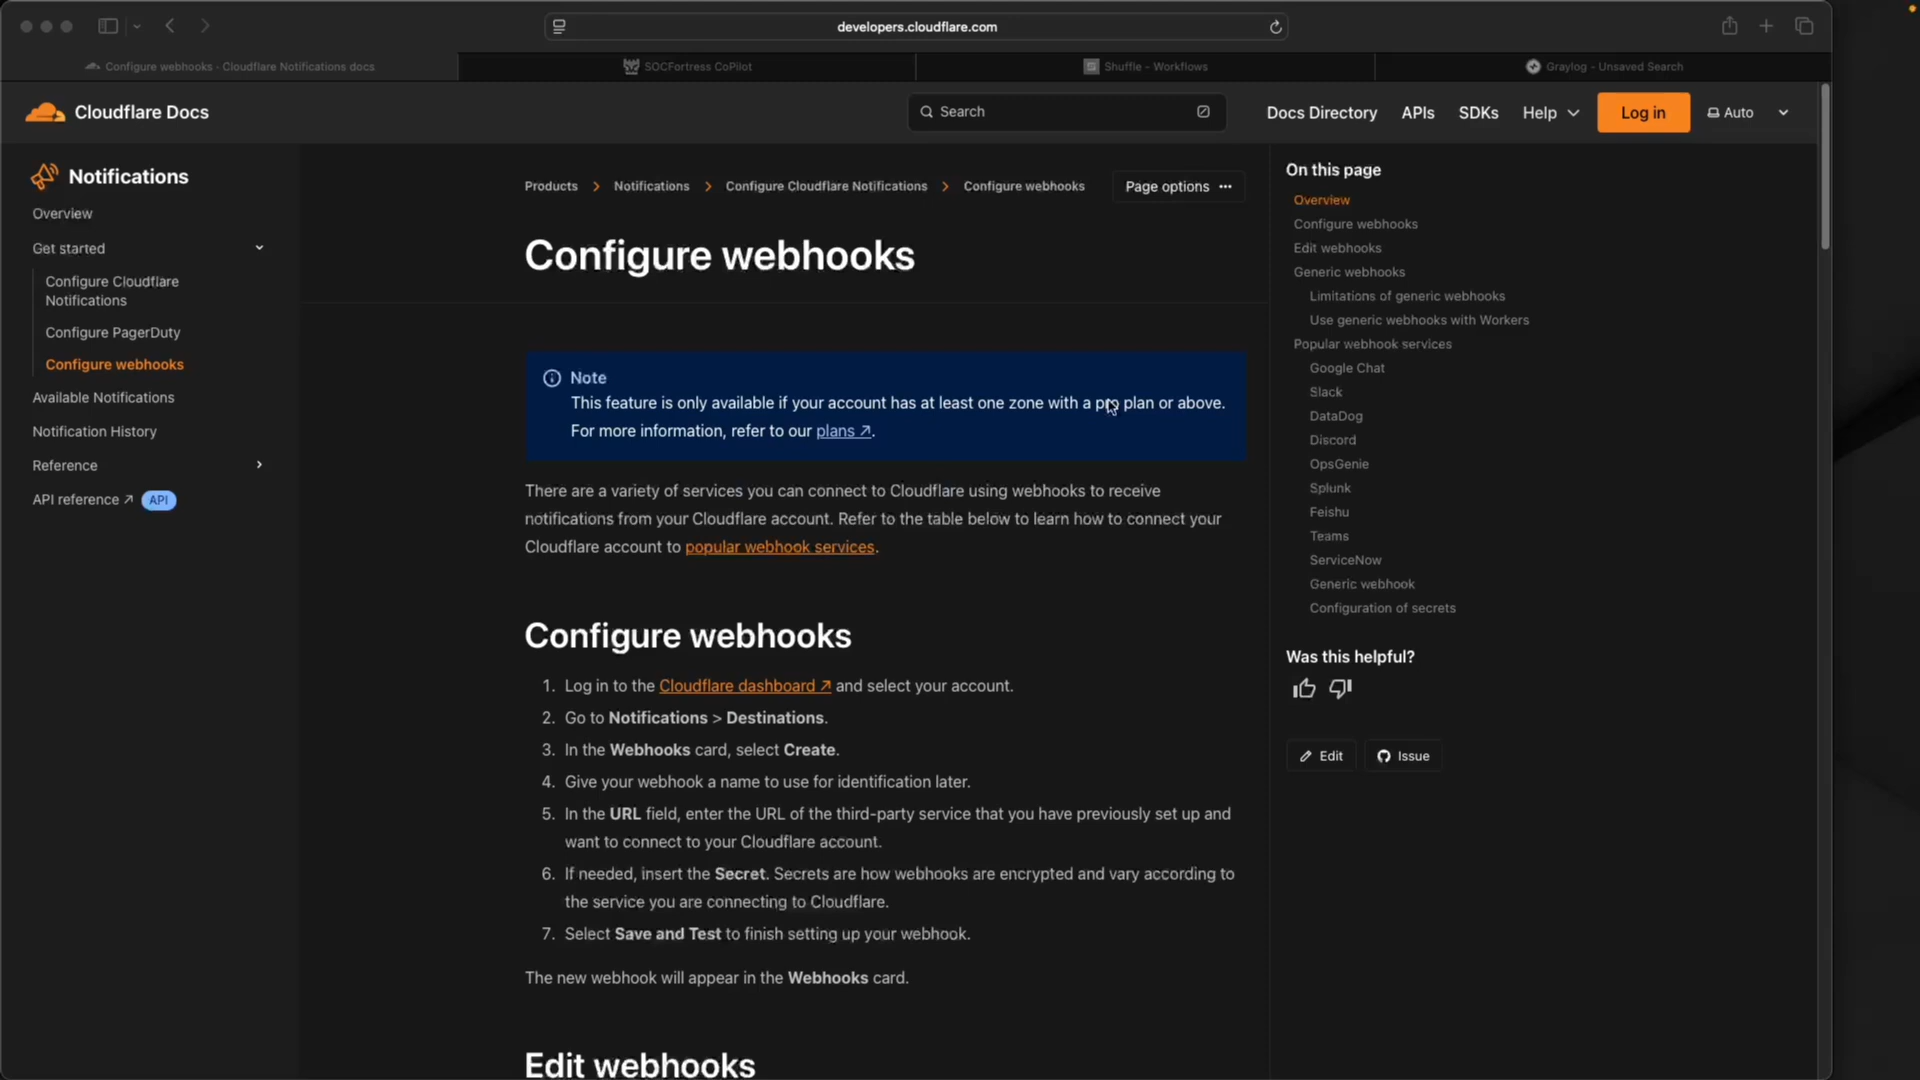 developers.cloudflare.com
Configure webhooks - Cloudflare Notifications docs
SOCFortress CoPilot
Shuffle - Workflows
Graylog - Unsaved Search
Cloudflare Docs
Search
Docs Directory
APIs
SDKs
Help
Log in
Auto
Notifications
Overview
Get started
Configure Cloudflare
Notifications
Configure PagerDuty
Configure webhooks
Available Notifications
Notification History
Reference
API reference ↗ API
Products > Notifications > Configure Cloudflare Notifications > Configure webhooks
Page options ···
Configure webhooks
Note
This feature is only available if your account has at least one zone with a pro plan or above.
For more information, refer to our plans ↗.
There are a variety of services you can connect to Cloudflare using webhooks to receive
notifications from your Cloudflare account. Refer to the table below to learn how to connect your
Cloudflare account to popular webhook services.
Configure webhooks
1. Log in to the Cloudflare dashboard ↗ and select your account.
2. Go to Notifications > Destinations.
3. In the Webhooks card, select Create.
4. Give your webhook a name to use for identification later.
5. In the URL field, enter the URL of the third-party service that you have previously set up and
want to connect to your Cloudflare account.
6. If needed, insert the Secret. Secrets are how webhooks are encrypted and vary according to
the service you are connecting to Cloudflare.
7. Select Save and Test to finish setting up your webhook.
The new webhook will appear in the Webhooks card.
Edit webhooks
On this page
Overview
Configure webhooks
Edit webhooks
Generic webhooks
Limitations of generic webhooks
Use generic webhooks with Workers
Popular webhook services
Google Chat
Slack
DataDog
Discord
OpsGenie
Splunk
Feishu
Teams
ServiceNow
Generic webhook
Configuration of secrets
Was this helpful?
Edit
Issue